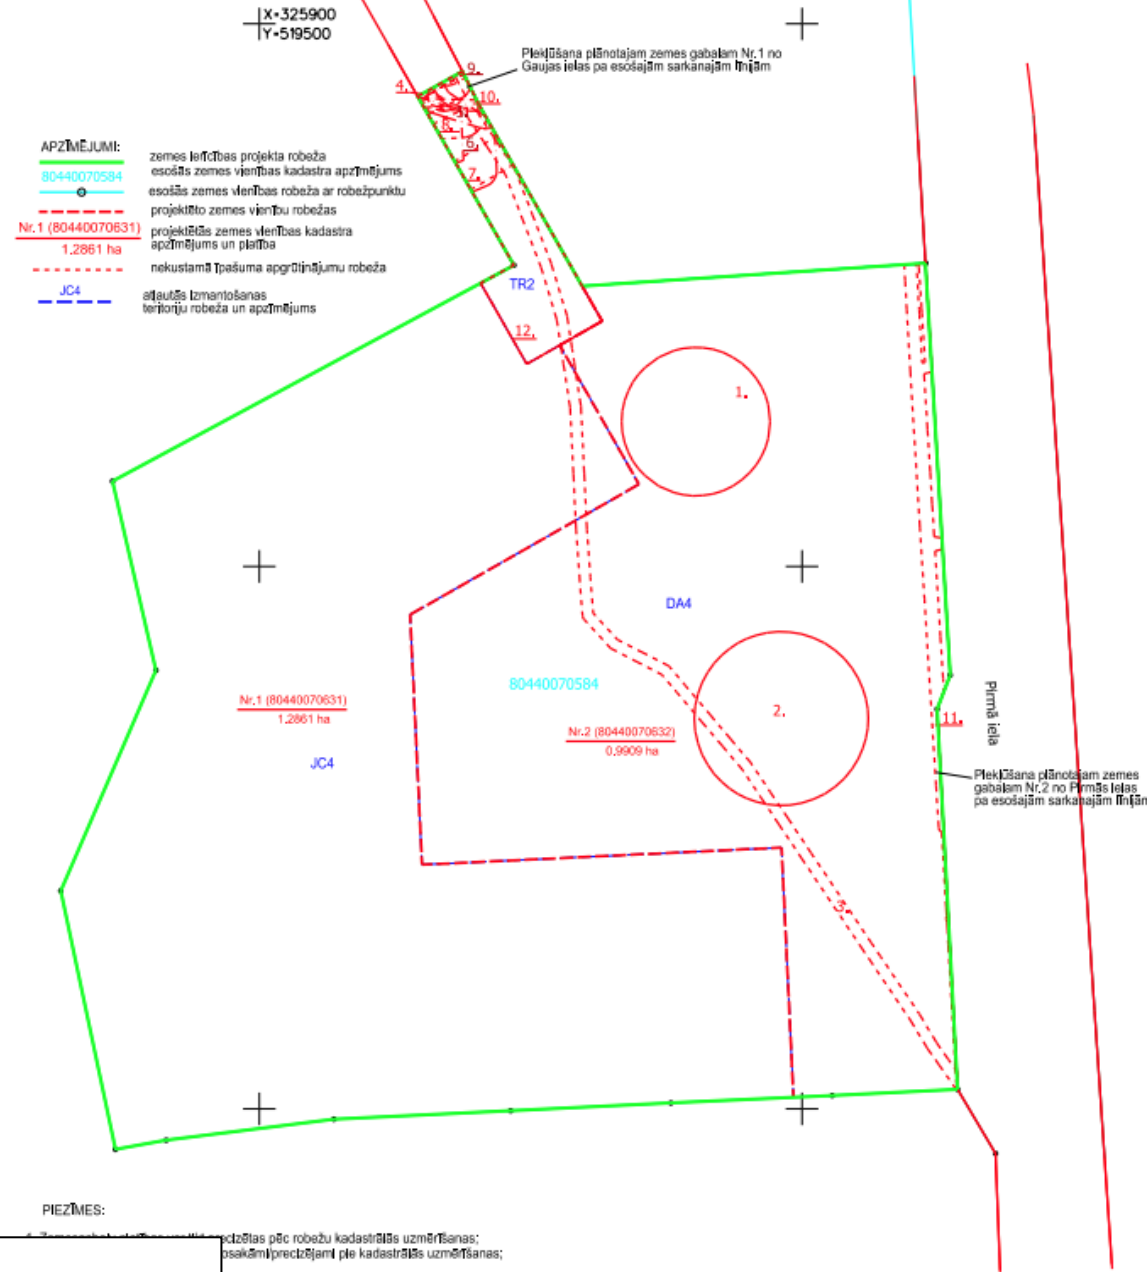 X-325900
Y-519500
Piekļūšana plānotajam zemes gabalam Nr.1 no
Gaujas ielas pa esošajām sarkanajām līnijām
9.
4.
10.
8.
6.
7.
APZĪMĒJUMI:
zemes ierīcības projekta robeža
80440070584
esošās zemes vienības kadastra apzīmējums
esošās zemes vienības robeža ar robežpunktu
projektēto zemes vienību robežas
Nr.1 (80440070631)
1.2861 ha
projektētās zemes vienības kadastra
apzīmējums un platība
nekustamā īpašuma apgrūtinājumu robeža
JC4
atļautās izmantošanas
teritoriju robeža un apzīmējums
TR2
12.
1.
DA4
80440070584
Nr.1 (80440070631)
1.2861 ha
JC4
Nr.2 (80440070632)
0.9909 ha
2.
11.
Pirmā iela
Piekļūšana plānotajam zemes
gabalam Nr.2 no Pirmās ielas
pa esošajām sarkanajām līnijām
PIEZĪMES:
precizētas pēc robežu kadastrālās uzmērīšanas;
pie kadastrālās uzmērīšanas;